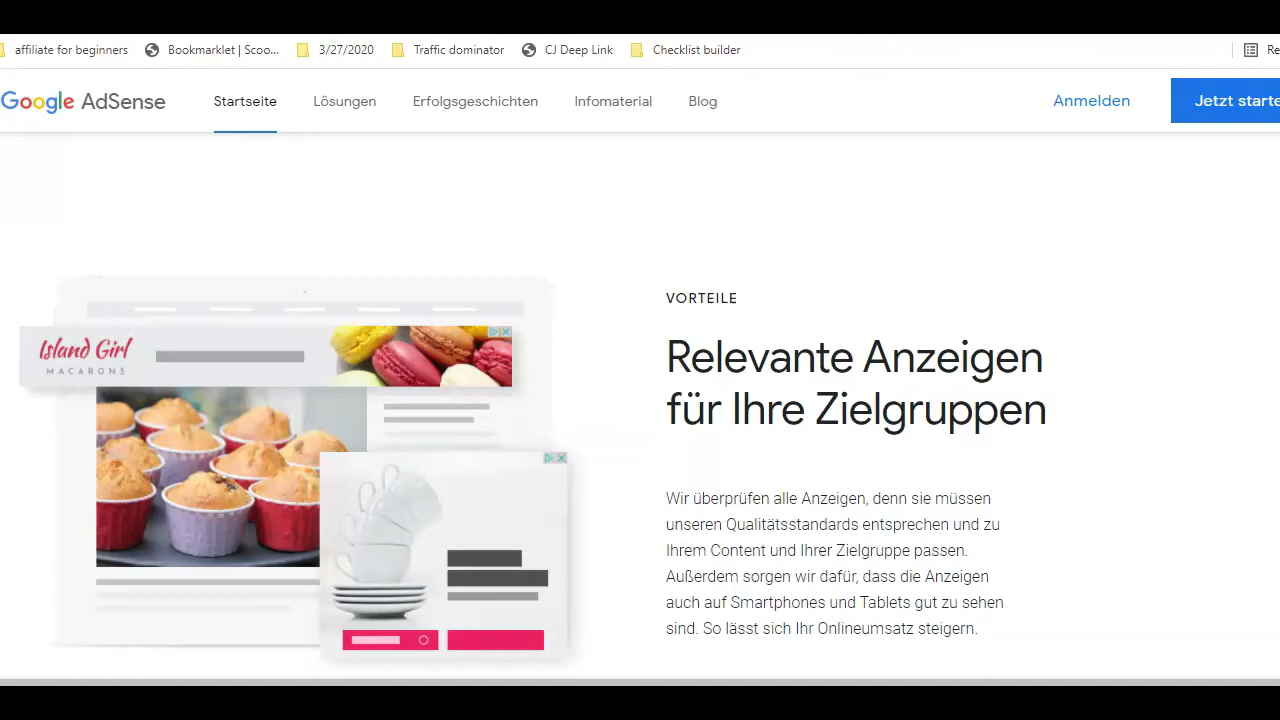 affiliate for beginners Bookmarklet | Scoo... 3/27/2020 Traffic dominator CJ Deep Link Checklist builder Re
Google AdSense Startseite Lösungen Erfolgsgeschichten Infomaterial Blog Anmelden Jetzt starte
VORTEILE
Relevante Anzeigen
für Ihre Zielgruppen
Island Girl
MACARONS
Wir überprüfen alle Anzeigen, denn sie müssen
unseren Qualitätsstandards entsprechen und zu
Ihrem Content und Ihrer Zielgruppe passen.
Außerdem sorgen wir dafür, dass die Anzeigen
auch auf Smartphones und Tablets gut zu sehen
sind. So lässt sich Ihr Onlineumsatz steigern.